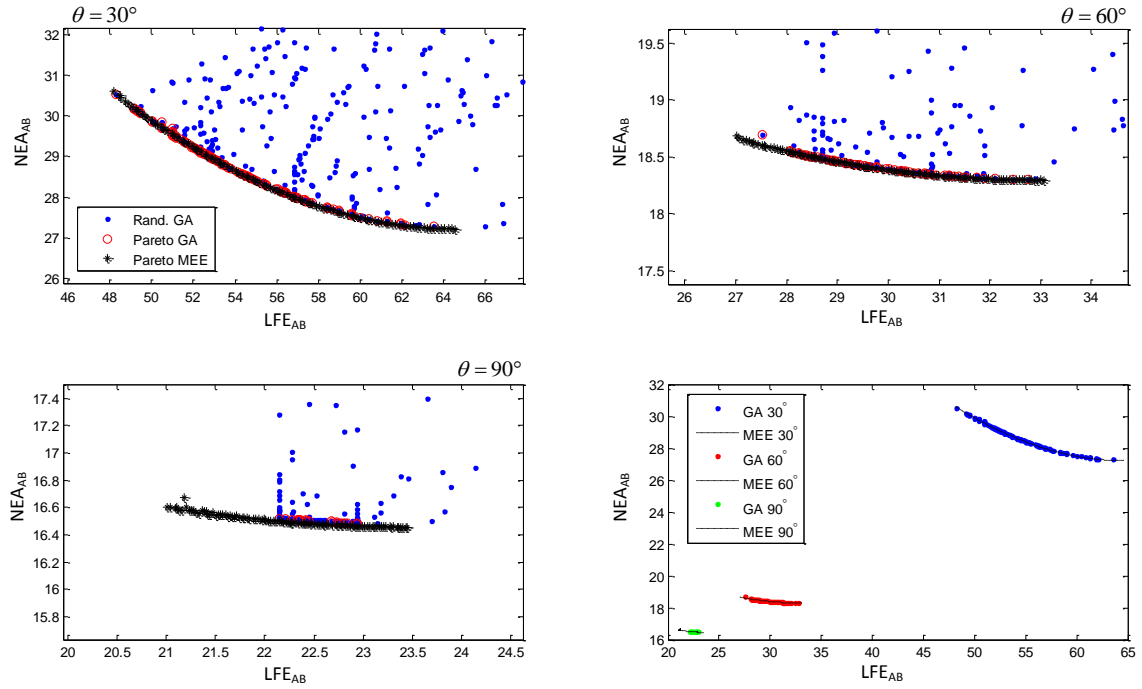 θ = 30°
32
31
30
29
28
27
26
NEA_AB
Rand. GA
Pareto GA
Pareto MEE
46 48 50 52 54 56 58 60 62 64 66
LFE_AB
θ = 60°
19.5
19
18.5
18
17.5
NEA_AB
26 27 28 29 30 31 32 33 34
LFE_AB
θ = 90°
17.4
17.2
17
16.8
16.6
16.4
16.2
16
15.8
NEA_AB
20 20.5 21 21.5 22 22.5 23 23.5 24 24.5
LFE_AB
32
30
28
26
24
22
20
18
16
NEA_AB
GA 30°
MEE 30°
GA 60°
MEE 60°
GA 90°
MEE 90°
20 25 30 35 40 45 50 55 60 65
LFE_AB